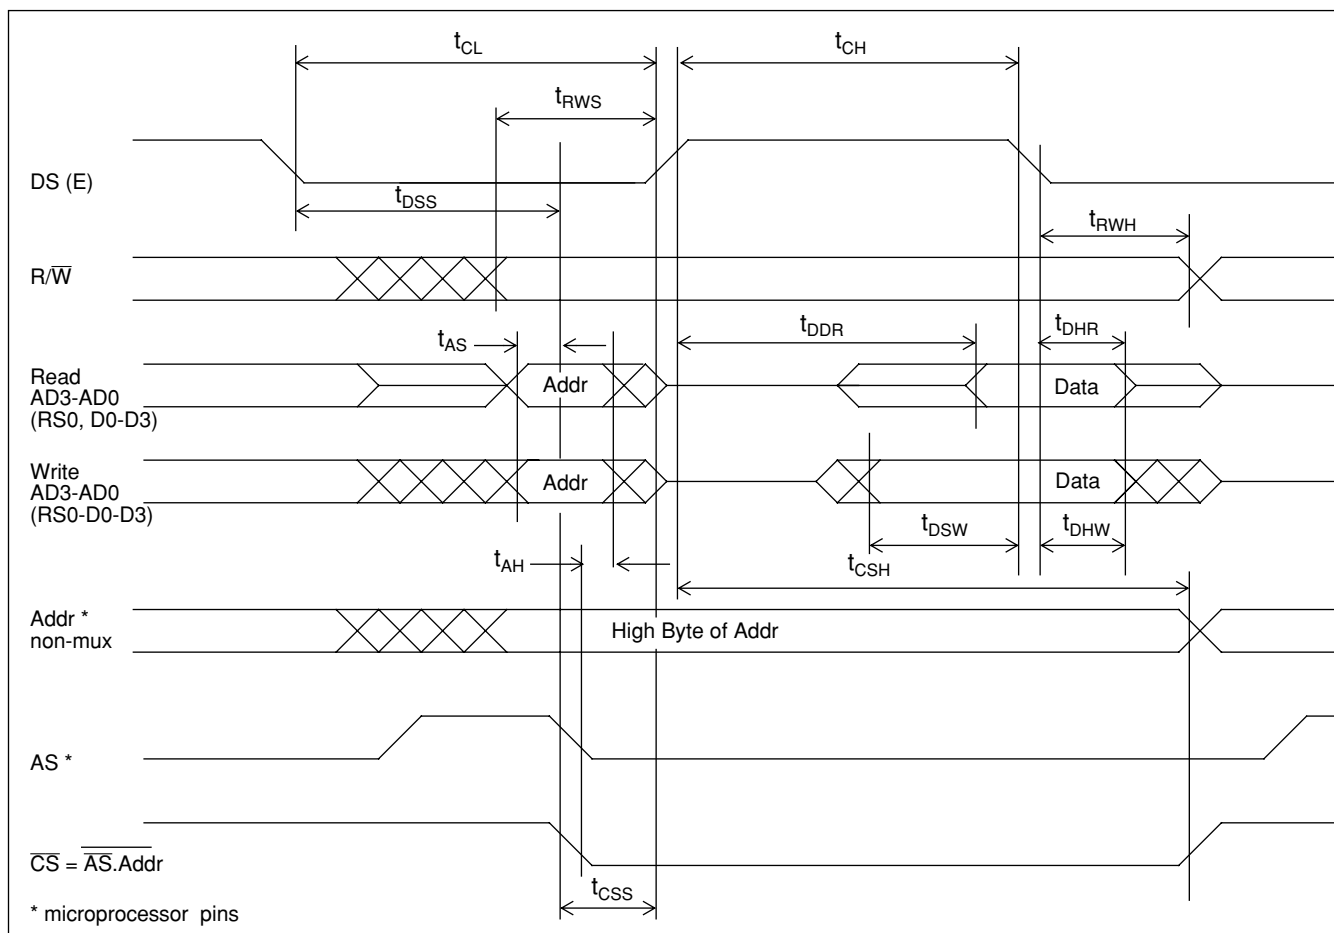 tCL
tCH
tRWS
DS (E)
tDSS
tRWH
R/W̅
tDDR
tDHR
tAS
Read
AD3-AD0
(RS0, D0-D3)
Addr
Data
Write
AD3-AD0
(RS0-D0-D3)
Addr
Data
tDSW
tDHW
tAH
tCSH
Addr *
non-mux
High Byte of Addr
AS *
C̅S̅ = A̅S̅.Addr
tCSS
* microprocessor pins